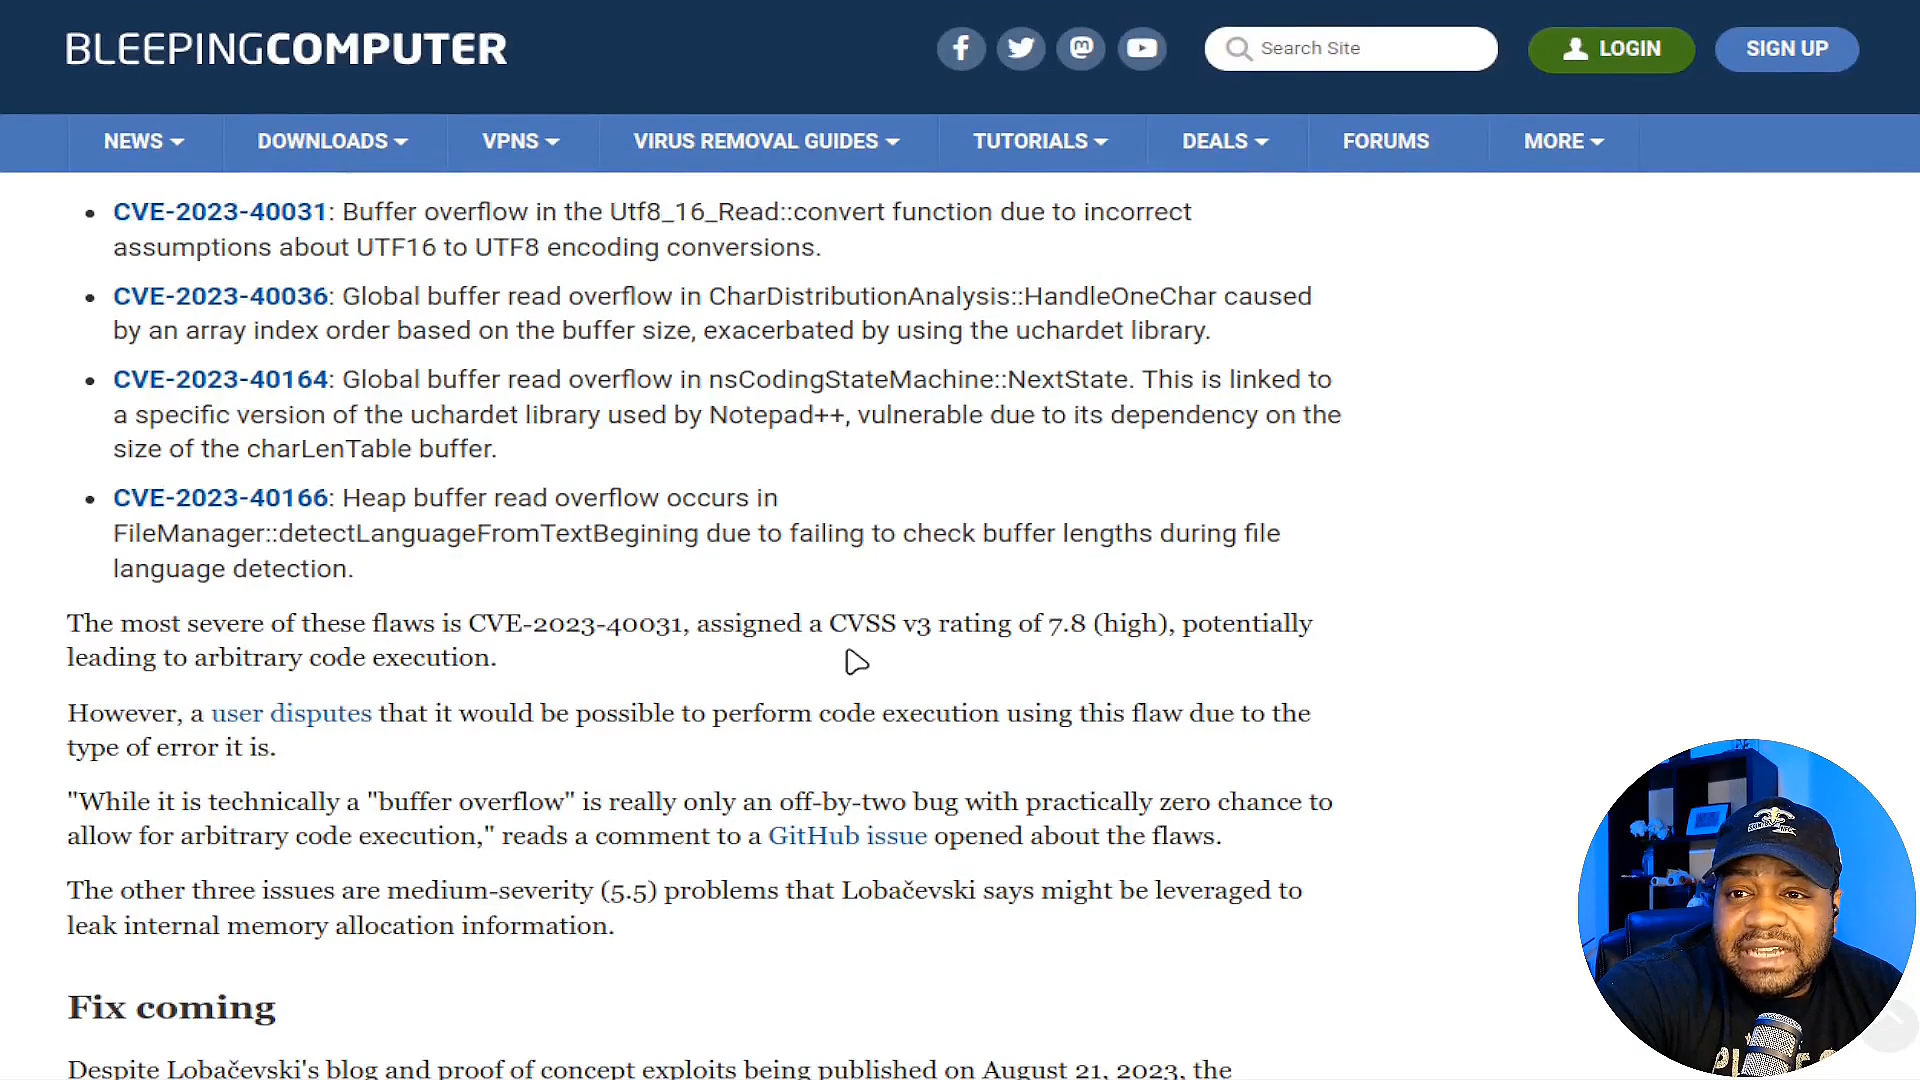 BLEEPINGCOMPUTER
Search Site
LOGIN
SIGN UP
NEWS
DOWNLOADS
VPNS
VIRUS REMOVAL GUIDES
TUTORIALS
DEALS
FORUMS
MORE
CVE-2023-40031: Buffer overflow in the Utf8_16_Read::convert function due to incorrect
assumptions about UTF16 to UTF8 encoding conversions.
CVE-2023-40036: Global buffer read overflow in CharDistributionAnalysis::HandleOneChar caused
by an array index order based on the buffer size, exacerbated by using the uchardet library.
CVE-2023-40164: Global buffer read overflow in nsCodingStateMachine::NextState. This is linked to
a specific version of the uchardet library used by Notepad++, vulnerable due to its dependency on the
size of the charLenTable buffer.
CVE-2023-40166: Heap buffer read overflow occurs in
FileManager::detectLanguageFromTextBegining due to failing to check buffer lengths during file
language detection.
The most severe of these flaws is CVE-2023-40031, assigned a CVSS v3 rating of 7.8 (high), potentially
leading to arbitrary code execution.
However, a user disputes that it would be possible to perform code execution using this flaw due to the
type of error it is.
"While it is technically a "buffer overflow" is really only an off-by-two bug with practically zero chance to
allow for arbitrary code execution," reads a comment to a GitHub issue opened about the flaws.
The other three issues are medium-severity (5.5) problems that Lobačevski says might be leveraged to
leak internal memory allocation information.
Fix coming
Despite Lobačevski's blog and proof of concept exploits being published on August 21, 2023, the